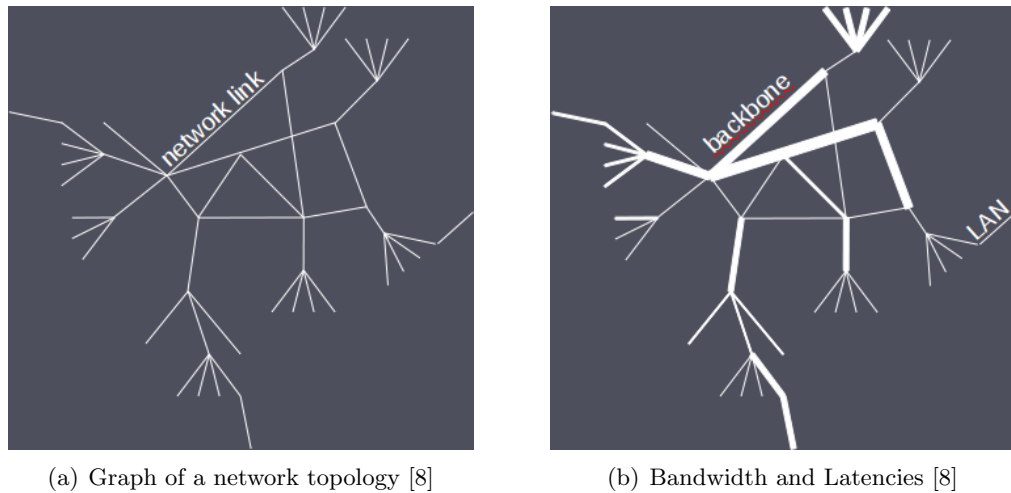 network link
backbone
LAN
(a) Graph of a network topology [8]
(b) Bandwidth and Latencies [8]